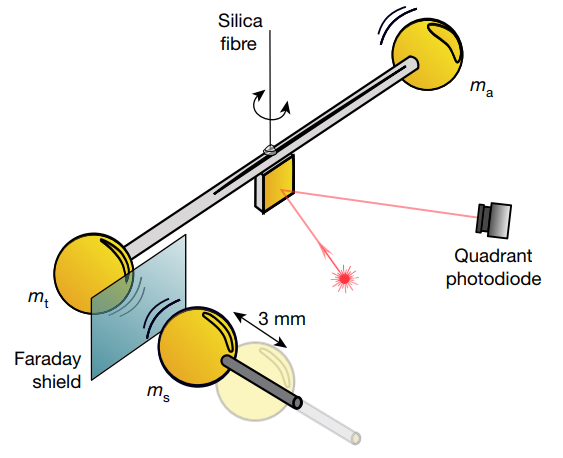 Silica
fibre
mₐ
Quadrant
photodiode
mₜ
3 mm
Faraday
shield
mₛ